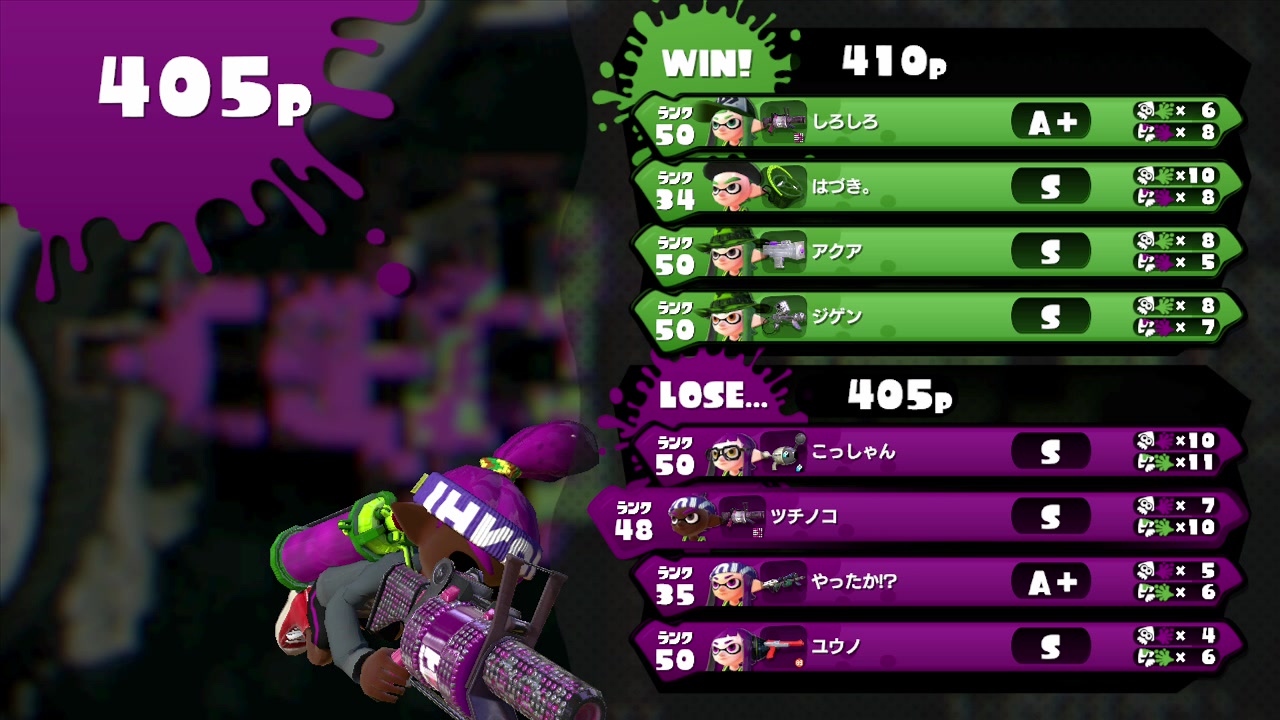 405p
WIN! 410p
ランク 50 しろしろ A+ × 6 × 8
ランク 34 はづき。 S ×10 × 8
ランク 50 アクア S × 8 × 5
ランク 50 ジゲン S × 8 × 7
LOSE... 405p
ランク 50 こっしゃん S ×10 ×11
ランク 48 ツチノコ S × 7 ×10
ランク 35 やったか!? A+ × 5 × 6
ランク 50 ユウノ S × 4 × 6